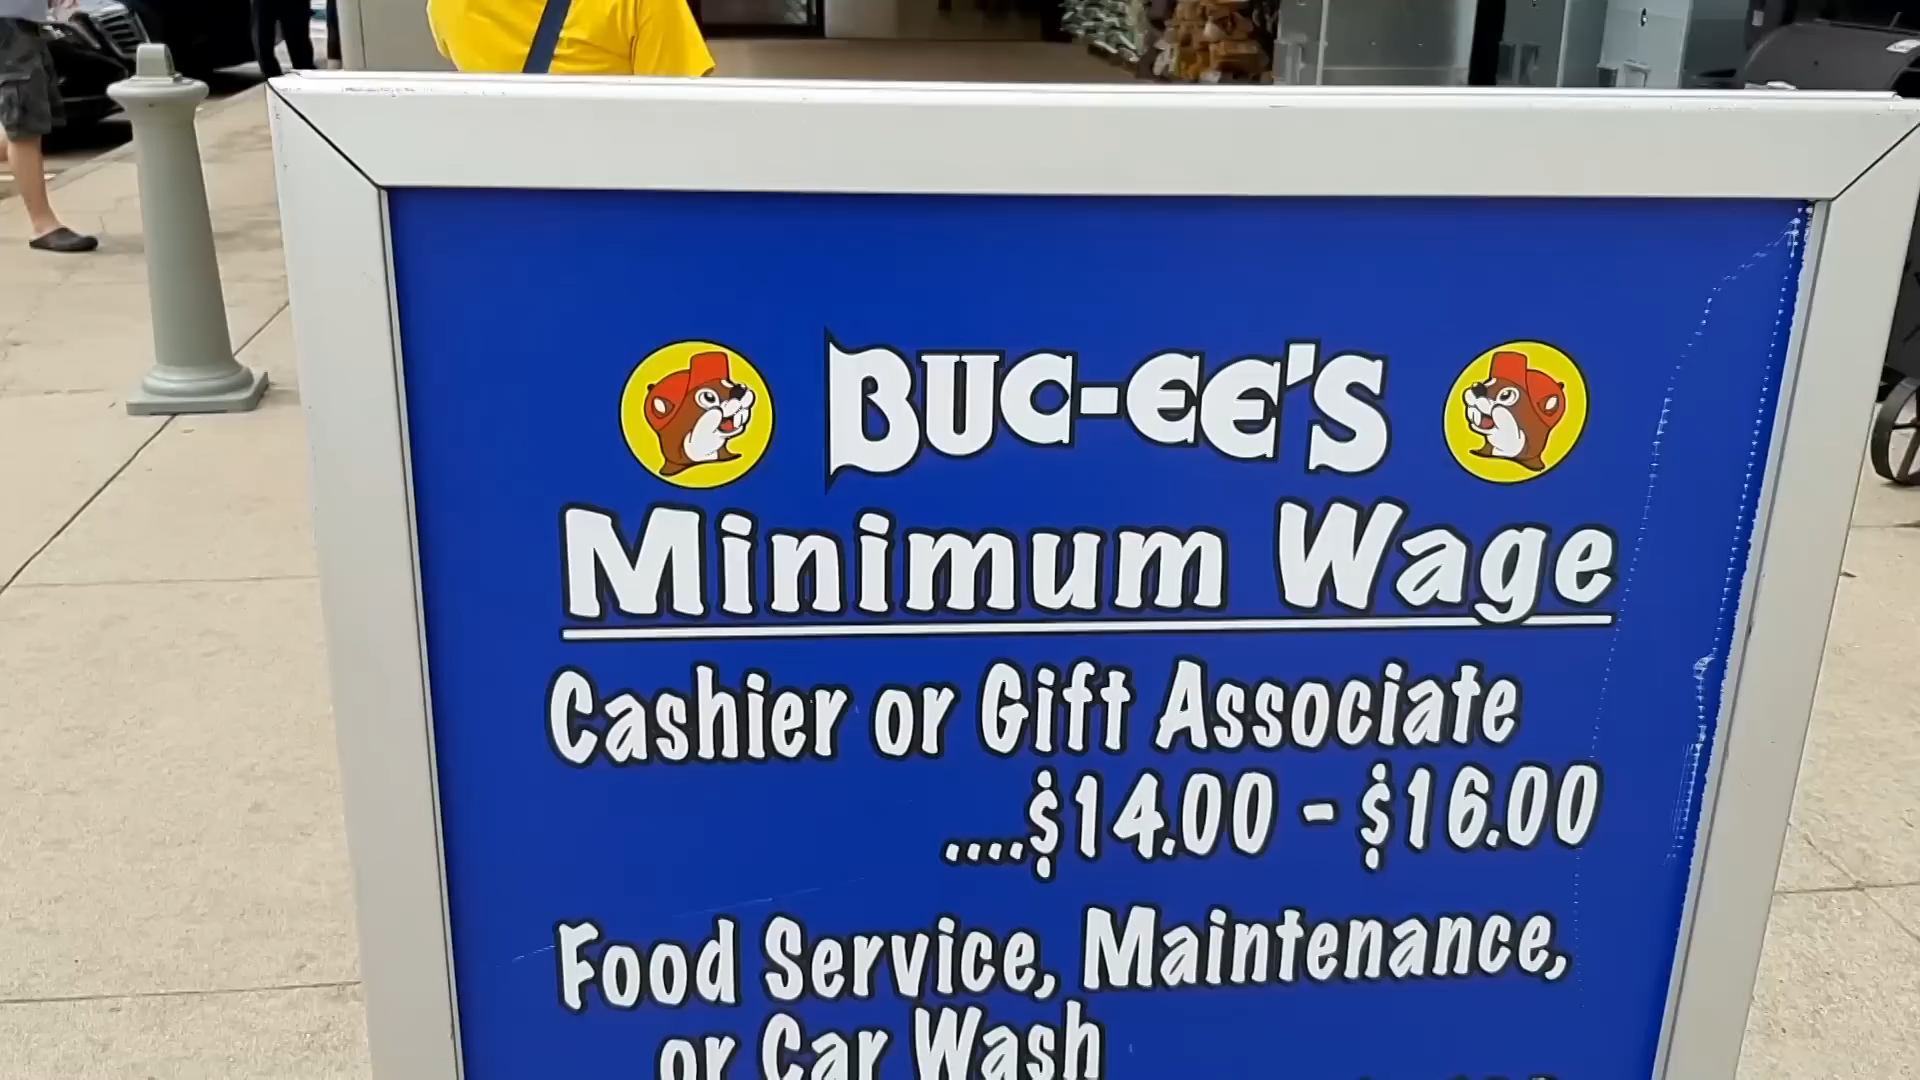 BUC-EE'S
Minimum Wage
Cashier or Gift Associate
....$14.00 - $16.00
Food Service, Maintenance,
or Car Wash